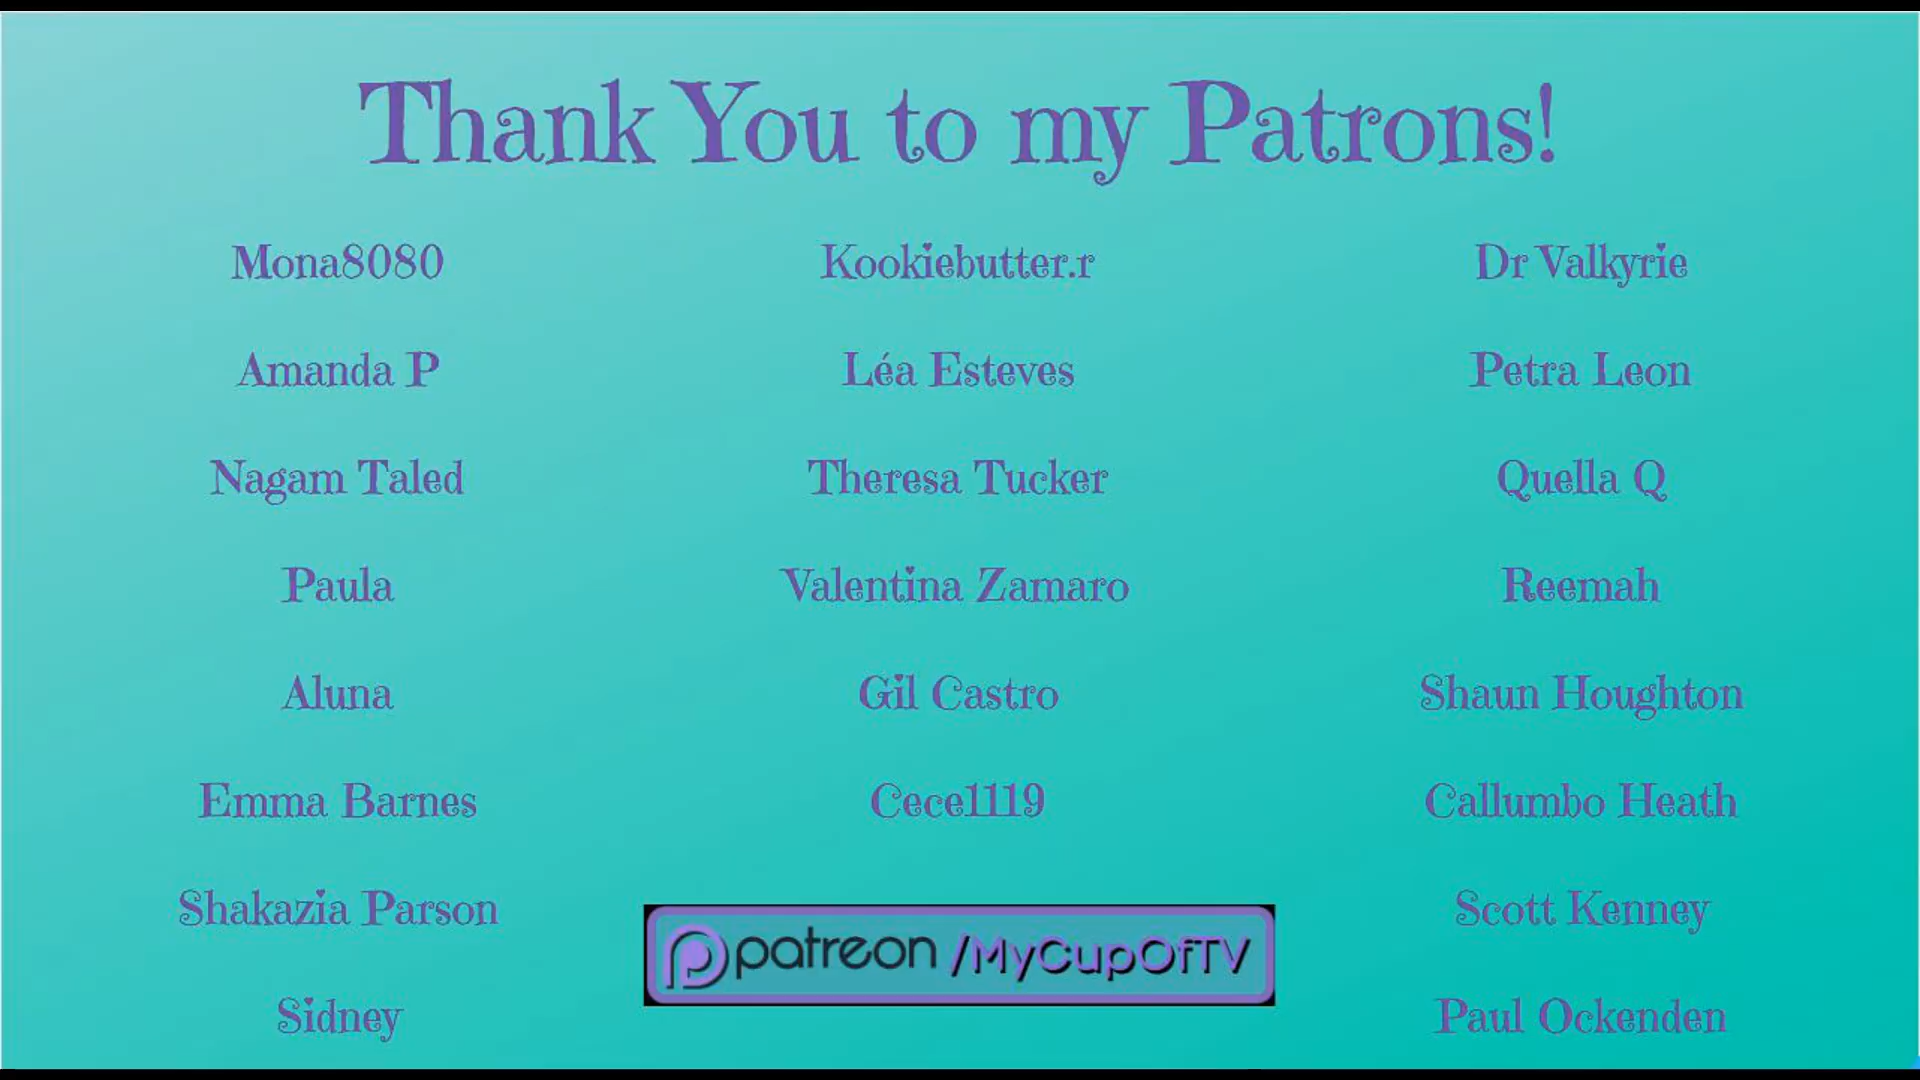 Thank You to my Patrons!
Mona8080
Kookiebutter.r
Dr Valkyrie
Amanda P
Léa Esteves
Petra Leon
Nagam Taled
Theresa Tucker
Quella Q
Paula
Valentina Zamaro
Reemah
Aluna
Gil Castro
Shaun Houghton
Emma Barnes
Cece1119
Callumbo Heath
Shakazia Parson
Scott Kenney
patreon /MyCupOfTV
Sidney
Paul Ockenden